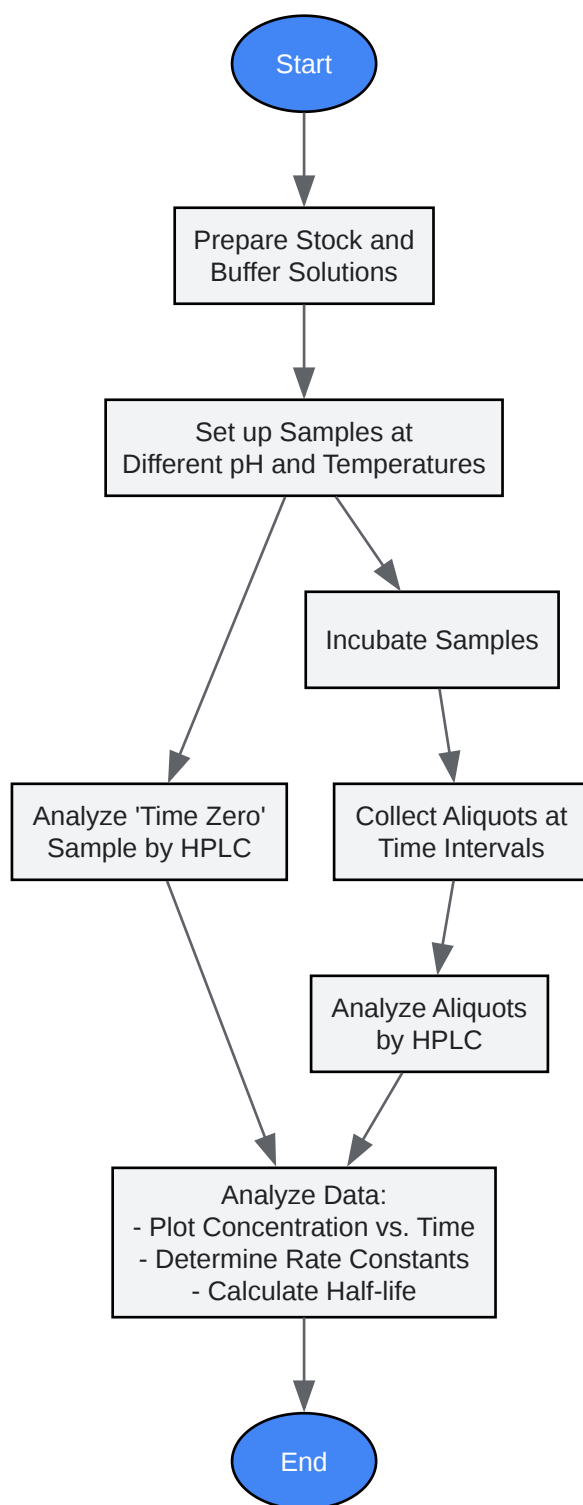 Start
Prepare Stock and
Buffer Solutions
Set up Samples at
Different pH and Temperatures
Incubate Samples
Analyze 'Time Zero'
Sample by HPLC
Collect Aliquots at
Time Intervals
Analyze Aliquots
by HPLC
Analyze Data:
- Plot Concentration vs. Time
- Determine Rate Constants
- Calculate Half-life
End